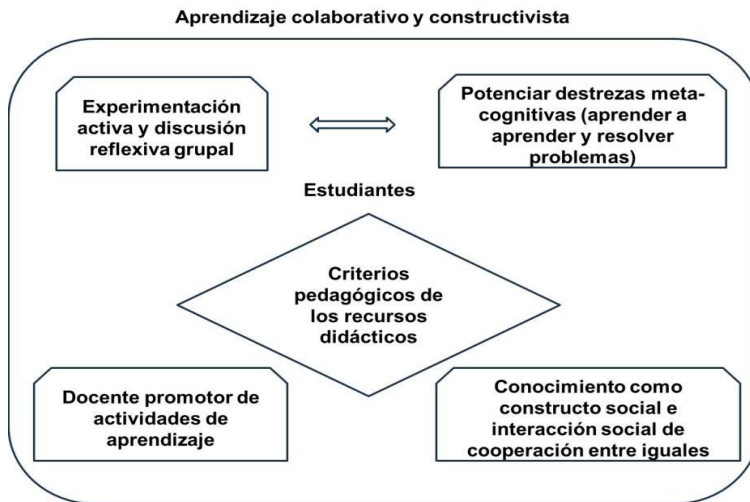 Aprendizaje colaborativo y constructivista
Experimentación
activa y discusión
reflexiva grupal
Potenciar destrezas meta-
cognitivas (aprender a
aprender y resolver
problemas)
Estudiantes
Criterios
pedagógicos de
los recursos
didácticos
Docente promotor de
actividades de
aprendizaje
Conocimiento como
constructo social e
interacción social de
cooperación entre iguales